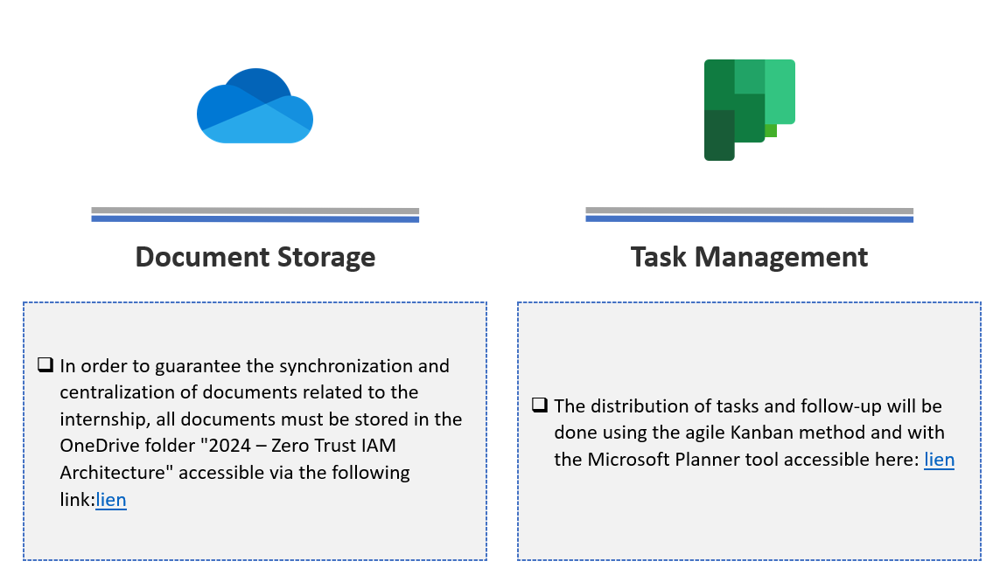 Document Storage
❑ In order to guarantee the synchronization and
centralization of documents related to the
internship, all documents must be stored in the
OneDrive folder "2024 – Zero Trust IAM
Architecture" accessible via the following
link:lien
Task Management
❑ The distribution of tasks and follow-up will be
done using the agile Kanban method and with
the Microsoft Planner tool accessible here: lien